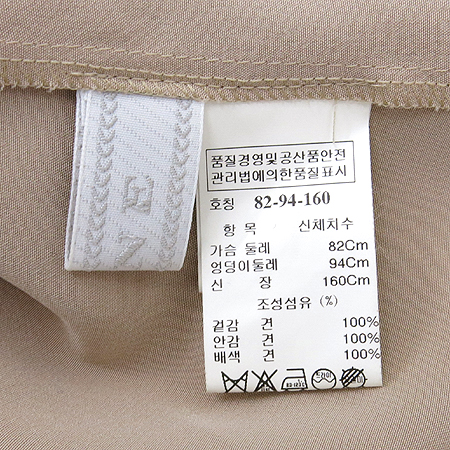 품질경영및공산품안전
관리법에의한품질표시
호칭 82-94-160
항 목 신체치수
가슴 둘레 82Cm
엉덩이둘레 94Cm
신 장 160Cm
조성섬유 (%)
겉감 견 100%
안감 견 100%
배색 견 100%
드라이
N E